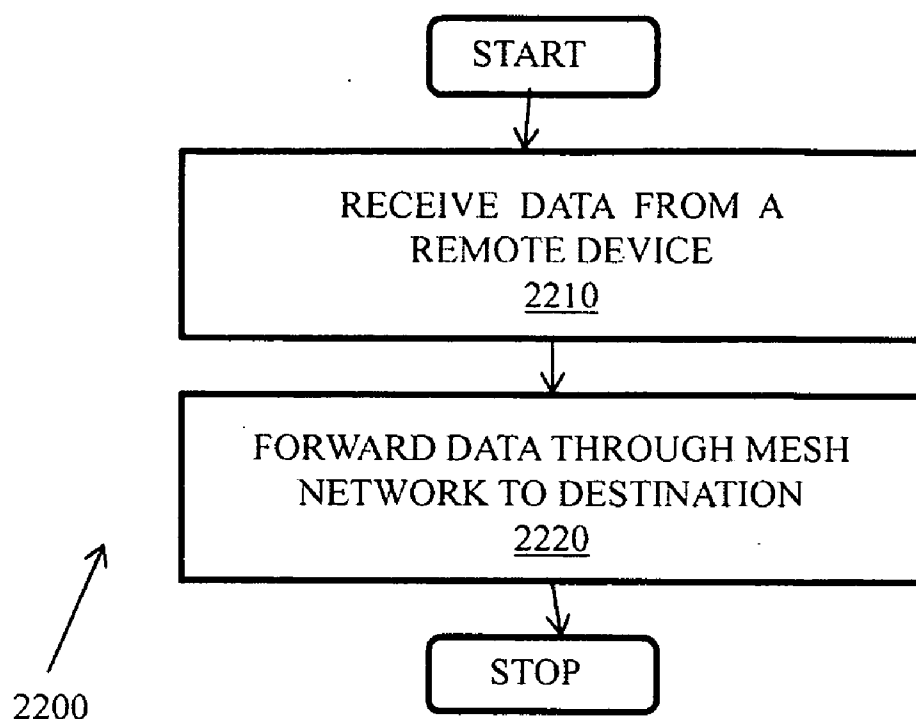 START
RECEIVE DATA FROM A
REMOTE DEVICE
2210
FORWARD DATA THROUGH MESH
NETWORK TO DESTINATION
2220
STOP
2200